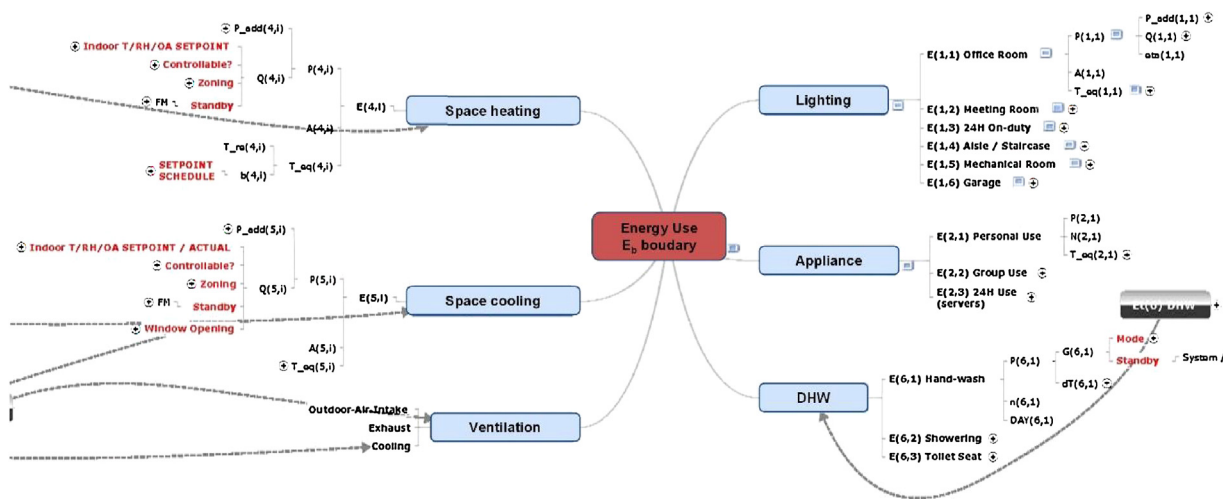 P_add(4,i)
Indoor T/RH/OA SETPOINT
Controllable?
Zoning
FM
Standby
Q(4,i)
P(4,i)
A(4,i)
E(4,I)
Space heating
T_re(4,i)
SETPOINT
SCHEDULE
b(4,i)
T_eq(4,i)
P_add(5,i)
Indoor T/RH/OA SETPOINT / ACTUAL
Controllable?
Zoning
FM
Standby
Window Opening
Q(5,i)
P(5,i)
E(5,I)
Space cooling
A(5,i)
T_eq(5,i)
Outdoor-Air Intake
Exhaust
Cooling
Ventilation
Energy Use
E_b boudary
Lighting
E(1,1) Office Room
P(1,1)
P_add(1,1)
Q(1,1)
A(1,1)
T_eq(1,1)
E(1,2) Meeting Room
E(1,3) 24H On-duty
E(1,4) Aisle / Staircase
E(1,5) Mechanical Room
E(1,6) Garage
Appliance
E(2,1) Personal Use
P(2,1)
N(2,1)
T_eq(2,1)
E(2,2) Group Use
E(2,3) 24H Use
(servers)
Et(6) DHW
DHW
E(6,1) Hand-wash
P(6,1)
G(6,1)
Mode
Standby
System /
dT(6,1)
n(6,1)
DAY(6,1)
E(6,2) Showering
E(6,3) Toilet Seat